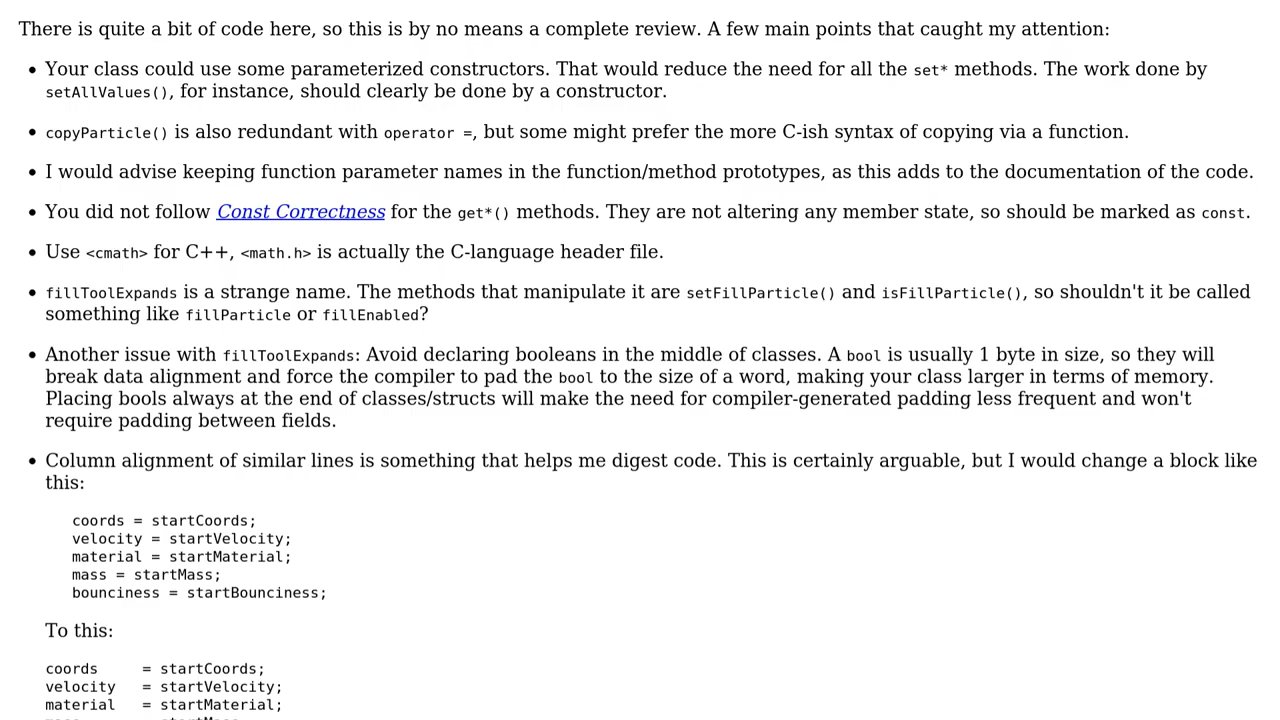 There is quite a bit of code here, so this is by no means a complete review. A few main points that caught my attention:
• Your class could use some parameterized constructors. That would reduce the need for all the set* methods. The work done by
setAllValues(), for instance, should clearly be done by a constructor.
• copyParticle() is also redundant with operator =, but some might prefer the more C-ish syntax of copying via a function.
• I would advise keeping function parameter names in the function/method prototypes, as this adds to the documentation of the code.
• You did not follow Const Correctness for the get*() methods. They are not altering any member state, so should be marked as const.
• Use <cmath> for C++, <math.h> is actually the C-language header file.
• fillToolExpands is a strange name. The methods that manipulate it are setFillParticle() and isFillParticle(), so shouldn't it be called
something like fillParticle or fillEnabled?
• Another issue with fillToolExpands: Avoid declaring booleans in the middle of classes. A bool is usually 1 byte in size, so they will
break data alignment and force the compiler to pad the bool to the size of a word, making your class larger in terms of memory.
Placing bools always at the end of classes/structs will make the need for compiler-generated padding less frequent and won't
require padding between fields.
• Column alignment of similar lines is something that helps me digest code. This is certainly arguable, but I would change a block like
this:
coords = startCoords;
velocity = startVelocity;
material = startMaterial;
mass = startMass;
bounciness = startBounciness;
To this:
coords     = startCoords;
velocity   = startVelocity;
material   = startMaterial;